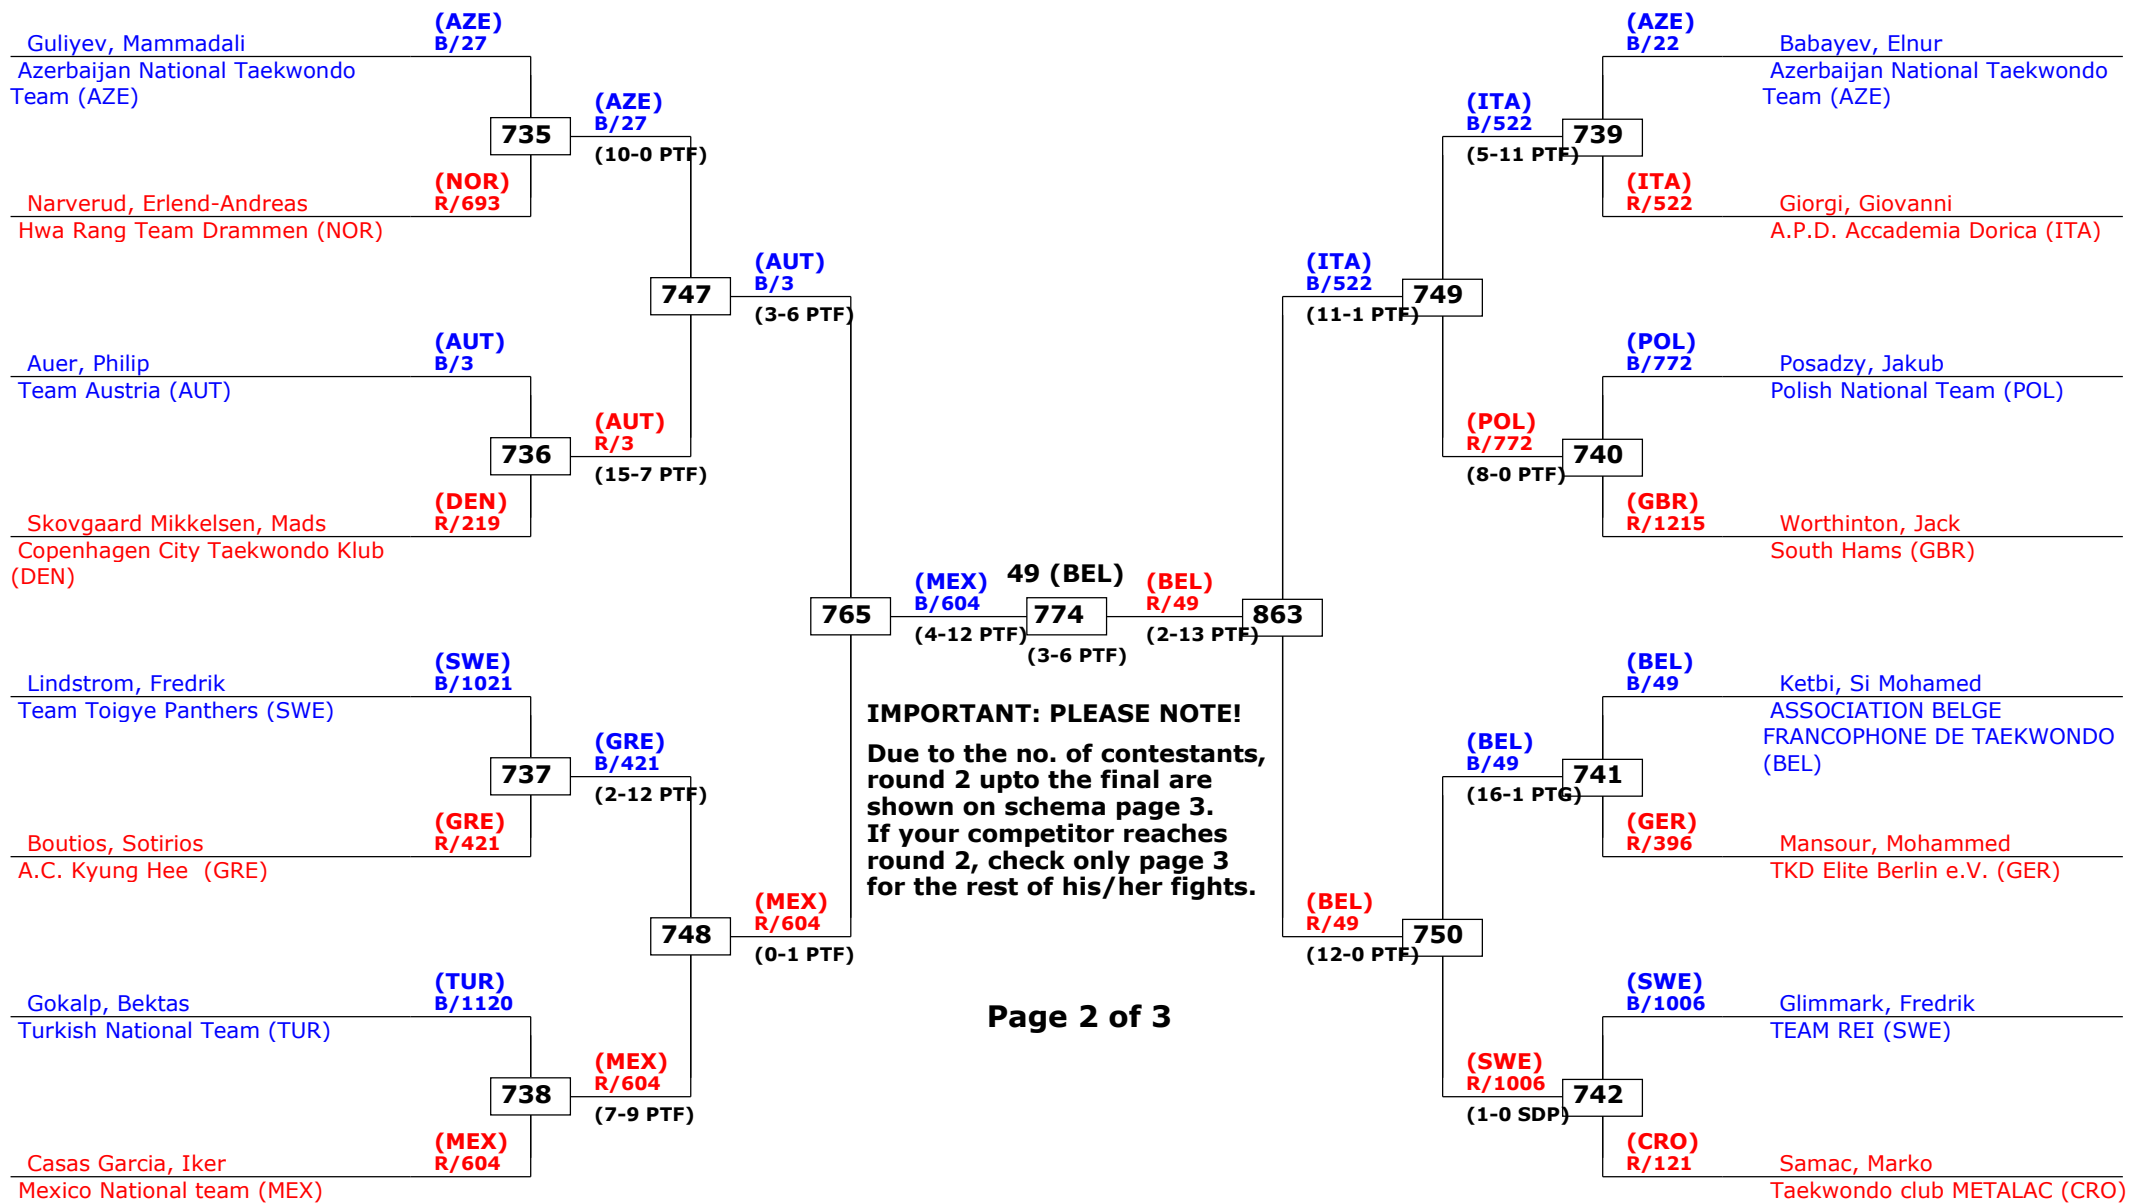 (AZE)
B/27
Guliyev, Mammadali
Azerbaijan National Taekwondo
Team (AZE)
735
(NOR)
R/693
Narverud, Erlend-Andreas
Hwa Rang Team Drammen (NOR)
(AZE)
B/27
(10-0 PTF)
747
(AUT)
B/3
Auer, Philip
Team Austria (AUT)
736
(DEN)
R/219
Skovgaard Mikkelsen, Mads
Copenhagen City Taekwondo Klub
(DEN)
(AUT)
R/3
(15-7 PTF)
(AUT)
B/3
(3-6 PTF)
765
(SWE)
B/1021
Lindstrom, Fredrik
Team Toigye Panthers (SWE)
737
(GRE)
R/421
Boutios, Sotirios
A.C. Kyung Hee (GRE)
(GRE)
B/421
(2-12 PTF)
748
(TUR)
B/1120
Gokalp, Bektas
Turkish National Team (TUR)
738
(MEX)
R/604
Casas Garcia, Iker
Mexico National team (MEX)
(MEX)
R/604
(7-9 PTF)
(MEX)
R/604
(0-1 PTF)
(MEX)
B/604
(4-12 PTF)
49 (BEL)
774
(3-6 PTF)
(BEL)
R/49
(2-13 PTF)
863
IMPORTANT: PLEASE NOTE!
Due to the no. of contestants,
round 2 upto the final are
shown on schema page 3.
If your competitor reaches
round 2, check only page 3
for the rest of his/her fights.
Page 2 of 3
(ITA)
B/522
(11-1 PTF)
749
(ITA)
B/522
(5-11 PTF)
739
(AZE)
B/22
Babayev, Elnur
Azerbaijan National Taekwondo
Team (AZE)
(ITA)
R/522
Giorgi, Giovanni
A.P.D. Accademia Dorica (ITA)
(POL)
R/772
(8-0 PTF)
740
(POL)
B/772
Posadzy, Jakub
Polish National Team (POL)
(GBR)
R/1215
Worthinton, Jack
South Hams (GBR)
(BEL)
R/49
(12-0 PTF)
750
(BEL)
B/49
(16-1 PTG)
741
(BEL)
B/49
Ketbi, Si Mohamed
ASSOCIATION BELGE
FRANCOPHONE DE TAEKWONDO
(BEL)
(GER)
R/396
Mansour, Mohammed
TKD Elite Berlin e.V. (GER)
(SWE)
R/1006
(1-0 SDP)
742
(SWE)
B/1006
Glimmark, Fredrik
TEAM REI (SWE)
(CRO)
R/121
Samac, Marko
Taekwondo club METALAC (CRO)